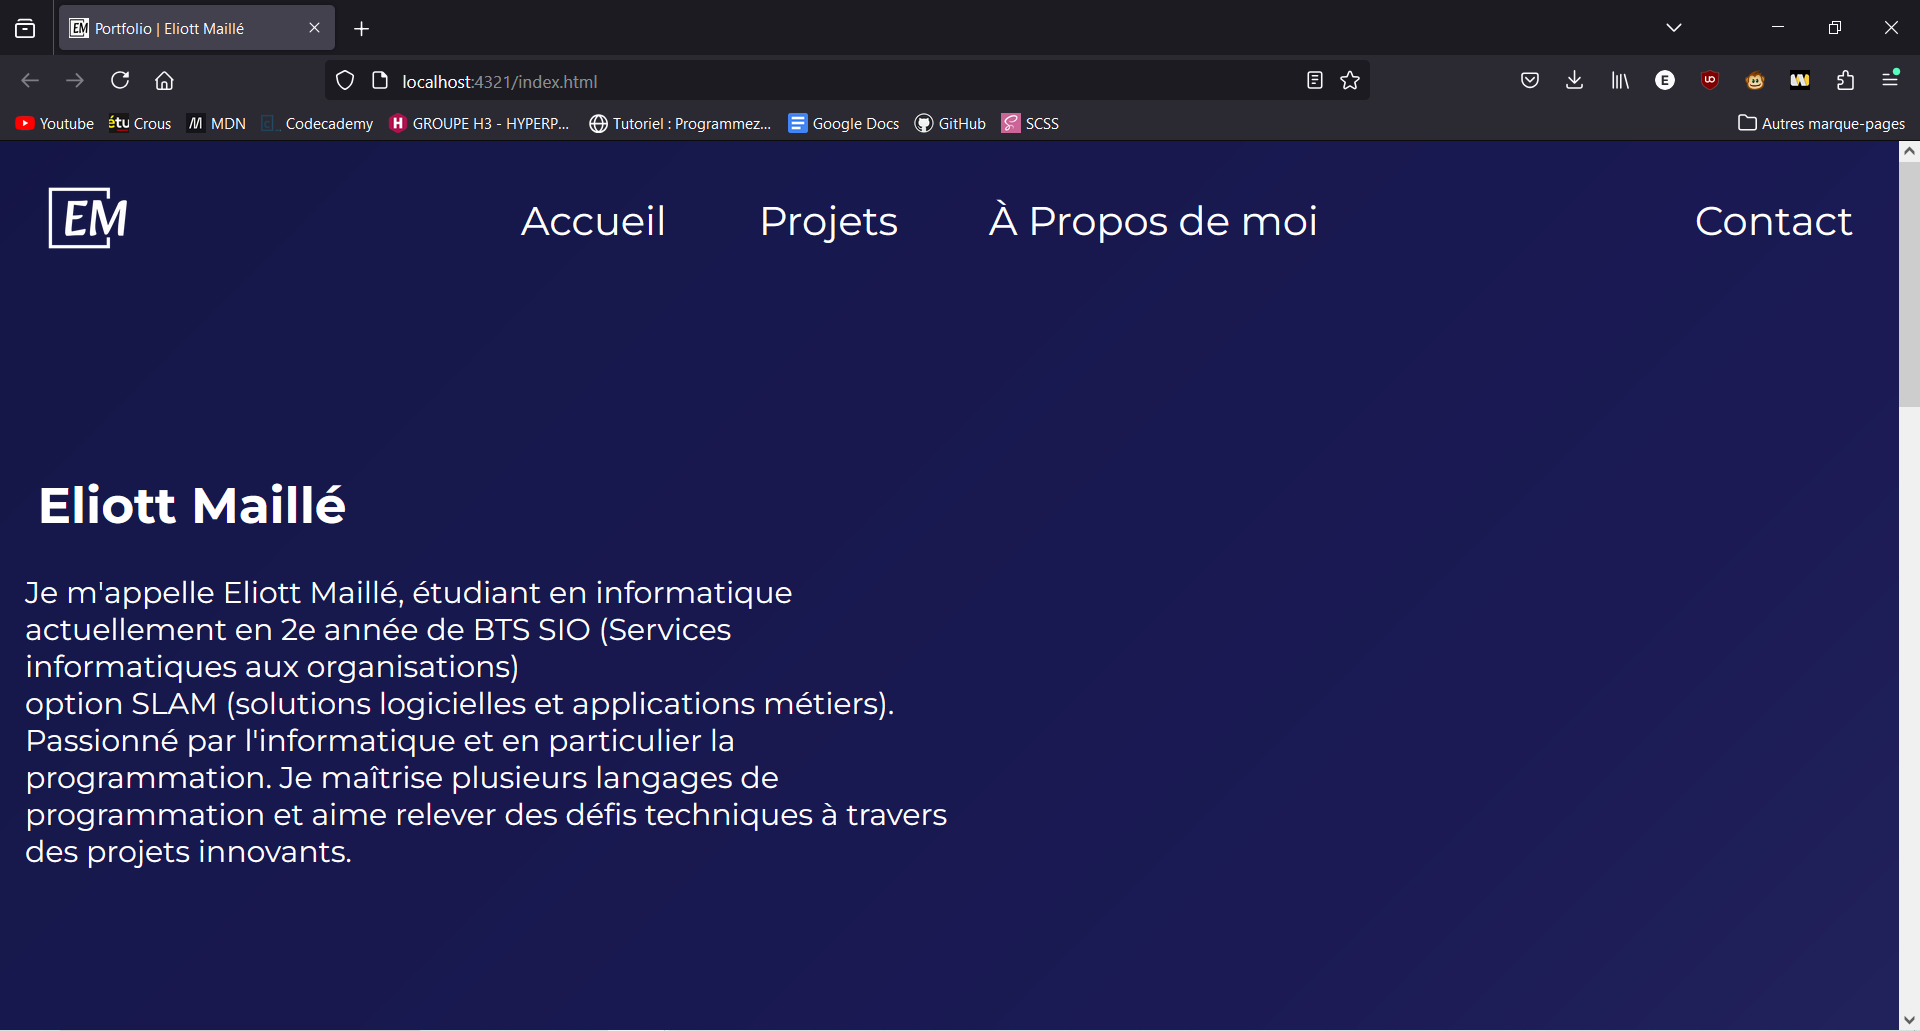 EM Portfolio | Eliott Maillé
localhost:4321/index.html
E
Youtube étu Crous M MDN Codecademy H GROUPE H3 - HYPERP... Tutoriel : Programmez... Google Docs GitHub SCSS Autres marque-pages
EM Accueil Projets À Propos de moi Contact
Eliott Maillé
Je m'appelle Eliott Maillé, étudiant en informatique
actuellement en 2e année de BTS SIO (Services
informatiques aux organisations)
option SLAM (solutions logicielles et applications métiers).
Passionné par l'informatique et en particulier la
programmation. Je maîtrise plusieurs langages de
programmation et aime relever des défis techniques à travers
des projets innovants.